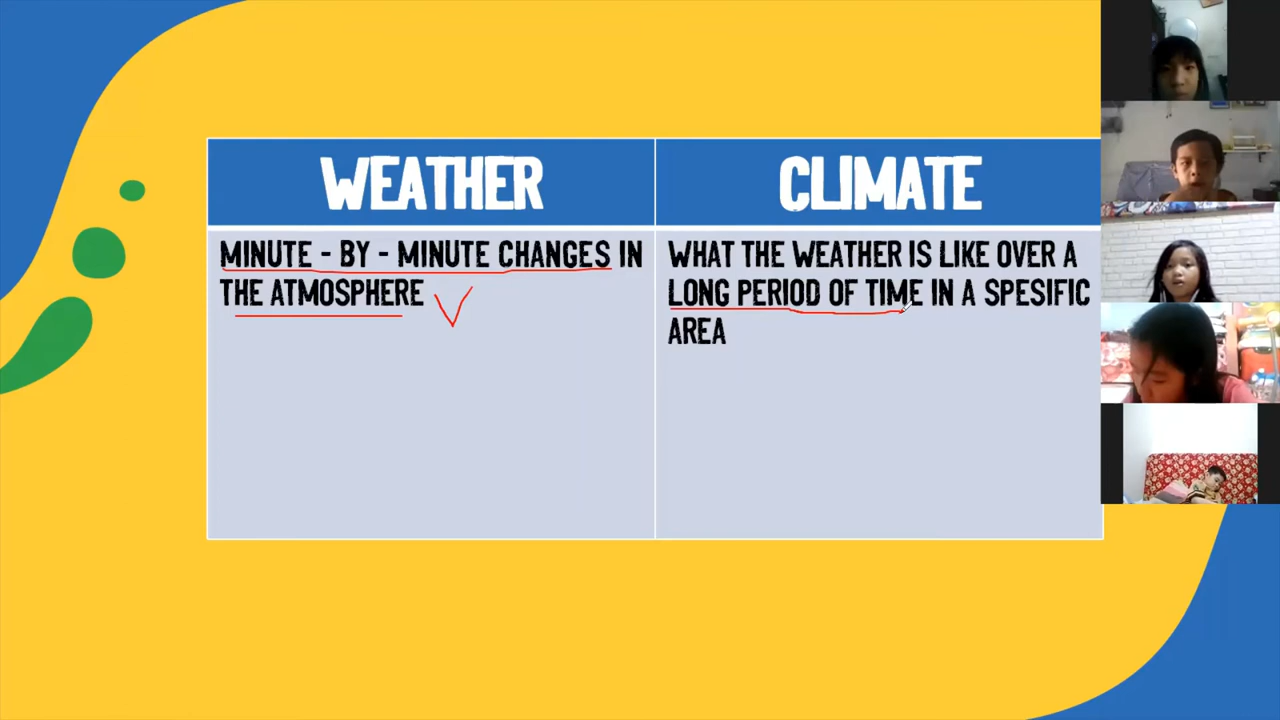 WEATHER
CLIMATE
MINUTE - BY - MINUTE CHANGES IN
THE ATMOSPHERE
WHAT THE WEATHER IS LIKE OVER A
LONG PERIOD OF TIME IN A SPESIFIC
AREA